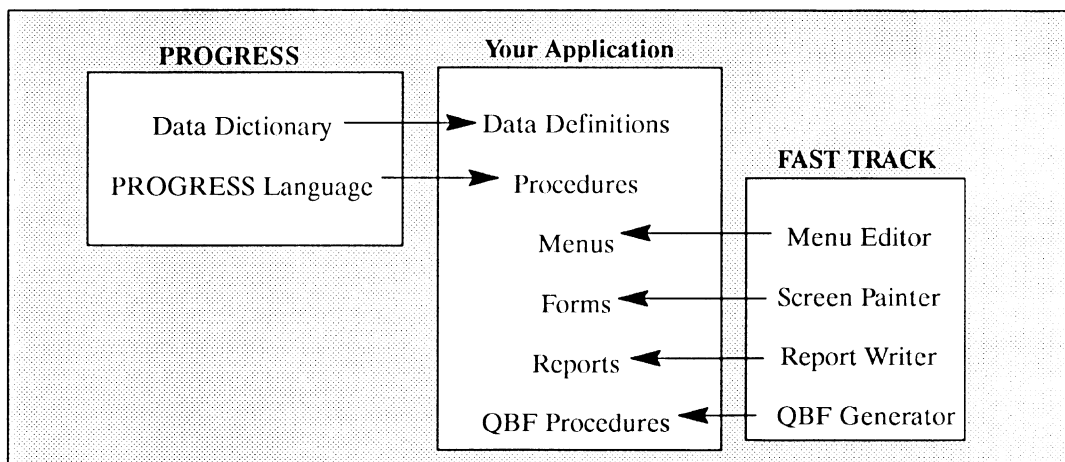 PROGRESS
Data Dictionary
PROGRESS Language
Your Application
Data Definitions
Procedures
Menus
Forms
Reports
QBF Procedures
FAST TRACK
Menu Editor
Screen Painter
Report Writer
QBF Generator